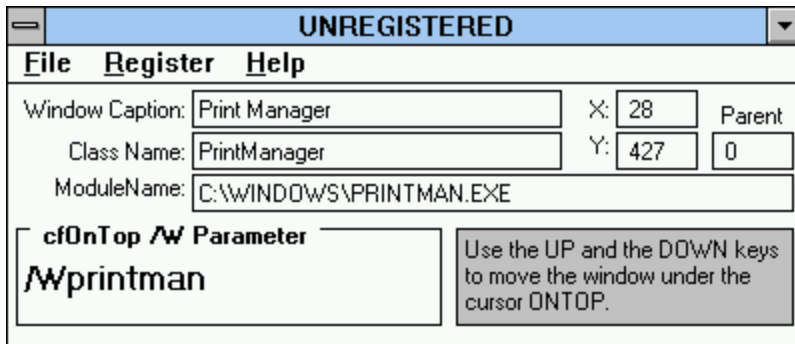 UNREGISTERED
File Register Help
Window Caption: Print Manager X: 28 Parent
Class Name: PrintManager Y: 427 0
ModuleName: C:\WINDOWS\PRINTMAN.EXE
cfOnTop /W Parameter
/Wprintman
Use the UP and the DOWN keys
to move the window under the
cursor ONTOP.